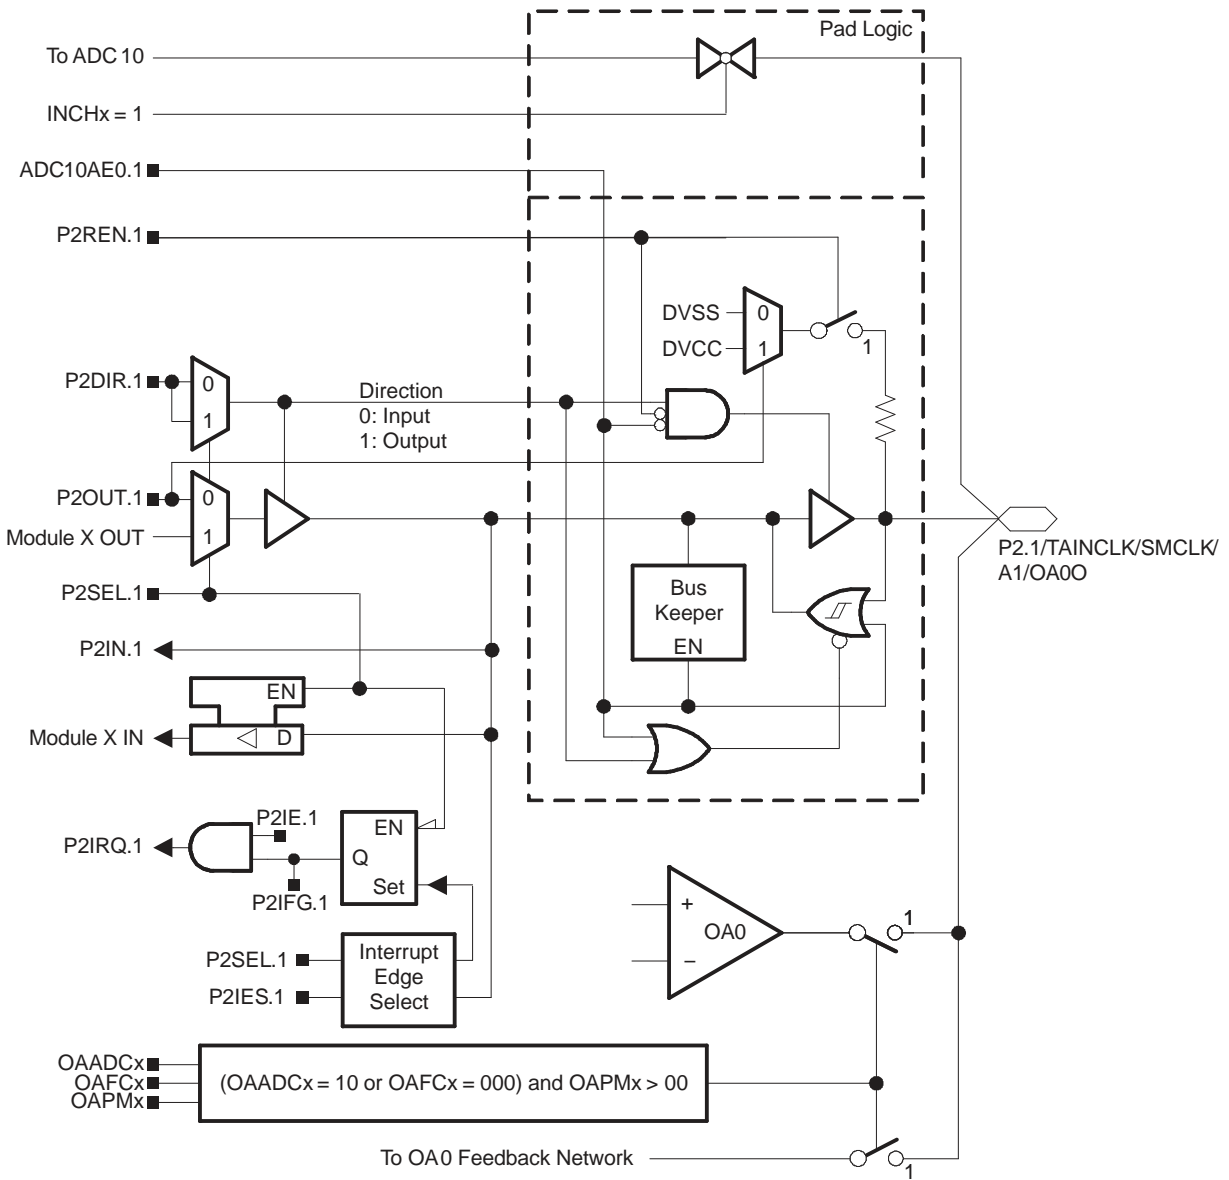 Pad Logic
To ADC 10
INCHx = 1
ADC10AE0.1
P2REN.1
DVSS
0
DVCC
1
1
P2DIR.1
0
1
Direction
0: Input
1: Output
P2OUT.1
0
Module X OUT
1
P2.1/TAINCLK/SMCLK/
A1/OA0O
P2SEL.1
Bus
Keeper
EN
P2IN.1
EN
Module X IN
D
P2IE.1
P2IRQ.1
EN
Q
Set
P2IFG.1
+
OA0
−
1
P2SEL.1
P2IES.1
Interrupt
Edge
Select
OAADCx
OAFCx
OAPMx
(OAADCx = 10 or OAFCx = 000) and OAPMx > 00
To OA0 Feedback Network
1